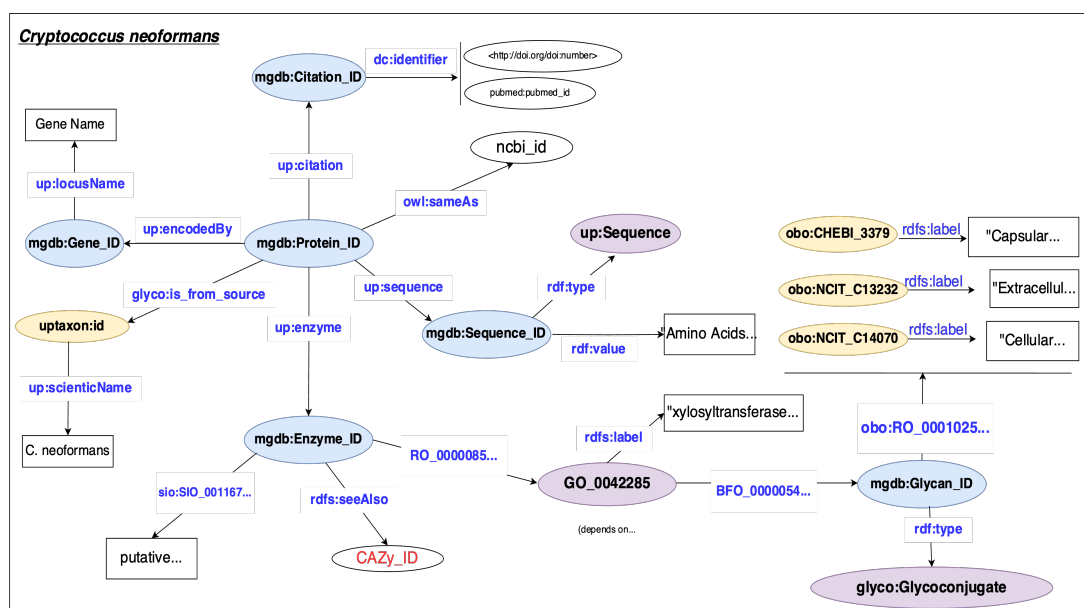 Cryptococcus neoformans
mgdb:Citation_ID
dc:identifier
<http://doi.org/doi:number>
pubmed:pubmed_id
Gene Name
up:locusName
up:citation
ncbi_id
owl:sameAs
mgdb:Gene_ID
up:encodedBy
mgdb:Protein_ID
up:Sequence
obo:CHEBI_3379
rdfs:label
"Capsular...
glyco:is_from_source
up:sequence
rdf:type
obo:NCIT_C13232
rdfs:label
"Extracellul...
uptaxon:id
up:enzyme
mgdb:Sequence_ID
rdf:value
"Amino Acids...
obo:NCIT_C14070
rdfs:label
"Cellular...
up:scienticName
C. neoformans
mgdb:Enzyme_ID
"xylosyltransferase...
rdfs:label
obo:RO_0001025...
RO_0000085...
sio:SIO_001167...
rdfs:seeAlso
GO_0042285
BFO_0000054...
mgdb:Glycan_ID
(depends on...
rdf:type
putative...
CAZy_ID
glyco:Glycoconjugate